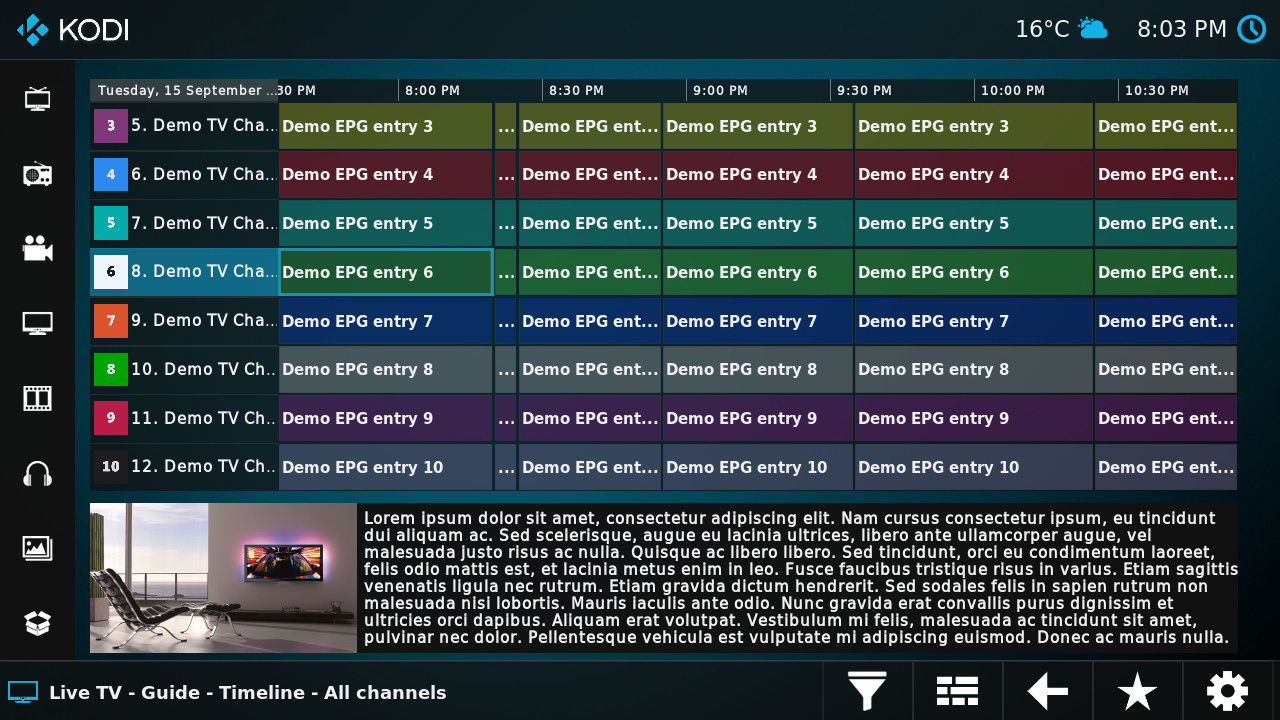 KODI
16°C 8:03 PM
Tuesday, 15 September ... 30 PM 8:00 PM 8:30 PM 9:00 PM 9:30 PM 10:00 PM 10:30 PM
3 5. Demo TV Cha... Demo EPG entry 3 ... Demo EPG ent... Demo EPG entry 3 Demo EPG entry 3 Demo EPG ent...
4 6. Demo TV Cha... Demo EPG entry 4 ... Demo EPG ent... Demo EPG entry 4 Demo EPG entry 4 Demo EPG ent...
5 7. Demo TV Cha... Demo EPG entry 5 ... Demo EPG ent... Demo EPG entry 5 Demo EPG entry 5 Demo EPG ent...
6 8. Demo TV Cha... Demo EPG entry 6 ... Demo EPG ent... Demo EPG entry 6 Demo EPG entry 6 Demo EPG ent...
7 9. Demo TV Cha... Demo EPG entry 7 ... Demo EPG ent... Demo EPG entry 7 Demo EPG entry 7 Demo EPG ent...
8 10. Demo TV Ch... Demo EPG entry 8 ... Demo EPG ent... Demo EPG entry 8 Demo EPG entry 8 Demo EPG ent...
9 11. Demo TV Ch... Demo EPG entry 9 ... Demo EPG ent... Demo EPG entry 9 Demo EPG entry 9 Demo EPG ent...
10 12. Demo TV Ch... Demo EPG entry 10 ... Demo EPG ent... Demo EPG entry 10 Demo EPG entry 10 Demo EPG ent...
Lorem ipsum dolor sit amet, consectetur adipiscing elit. Nam cursus consectetur ipsum, eu tincidunt
dui aliquam ac. Sed scelerisque, augue eu lacinia ultrices, libero ante ullamcorper augue, vel
malesuada justo risus ac nulla. Quisque ac libero libero. Sed tincidunt, orci eu condimentum laoreet,
felis odio mattis est, et lacinia metus enim in leo. Fusce faucibus tristique risus in varius. Etiam sagittis
venenatis ligula nec rutrum. Etiam gravida dictum hendrerit. Sed sodales felis in sapien rutrum non
malesuada nisi lobortis. Mauris iaculis ante odio. Nunc gravida erat convallis purus dignissim et
ultricies orci dapibus. Aliquam erat volutpat. Vestibulum mi felis, malesuada ac tincidunt sit amet,
pulvinar nec dolor. Pellentesque vehicula est vulputate mi adipiscing euismod. Donec ac mauris nulla.
Live TV - Guide - Timeline - All channels